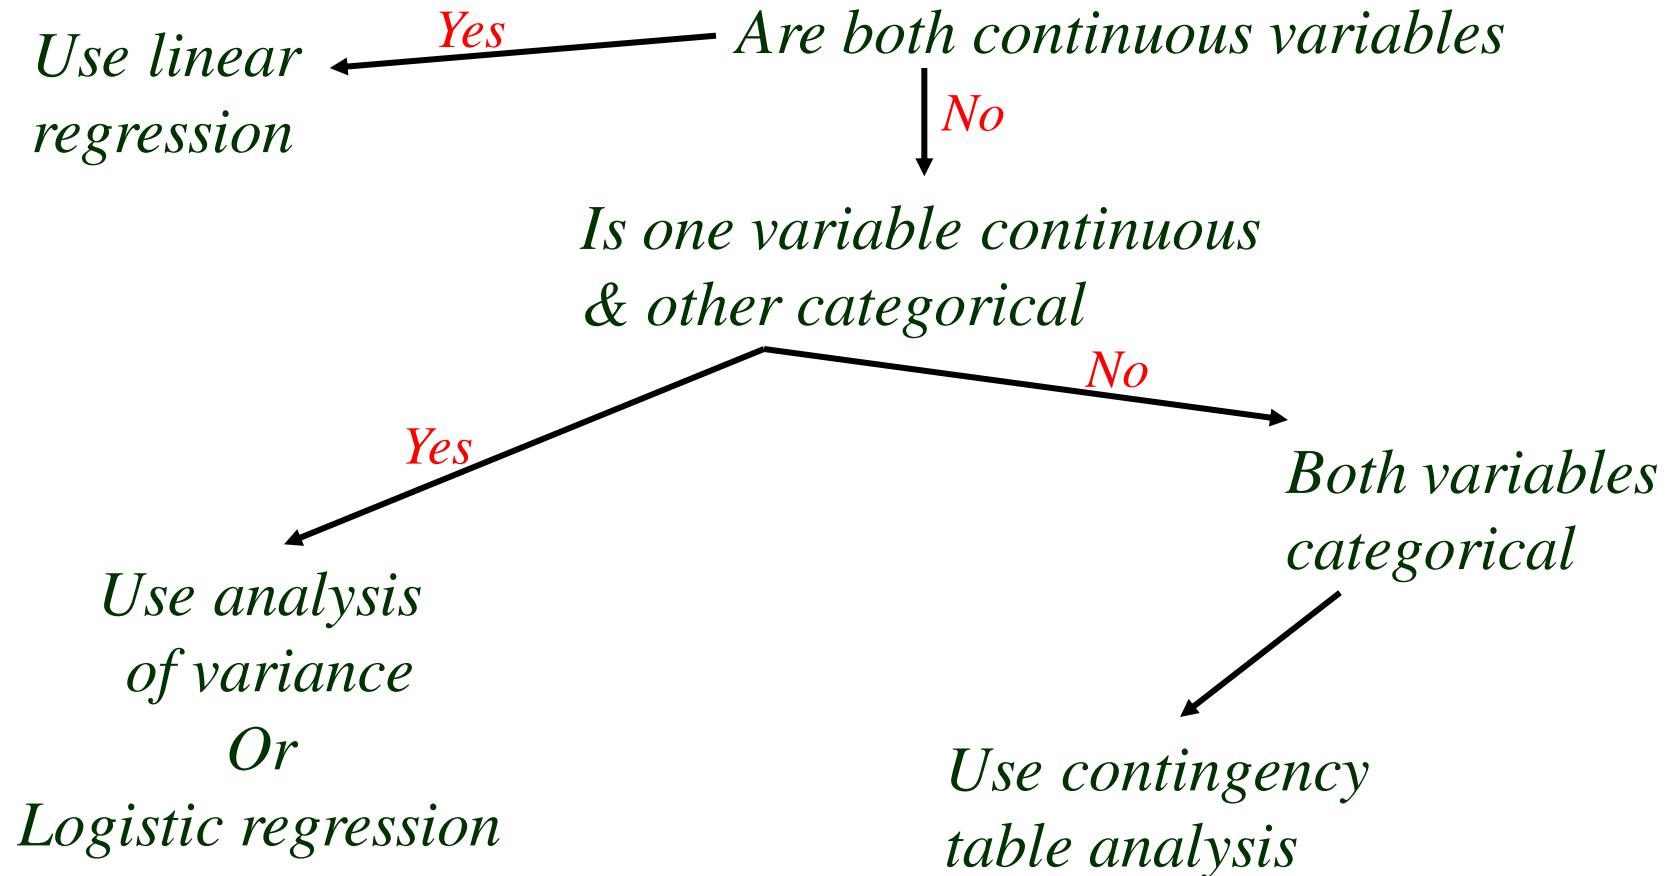 Are both continuous variables
Yes
Use linear
regression
No
Is one variable continuous
& other categorical
Yes
No
Use analysis
of variance
Or
Logistic regression
Both variables
categorical
Use contingency
table analysis